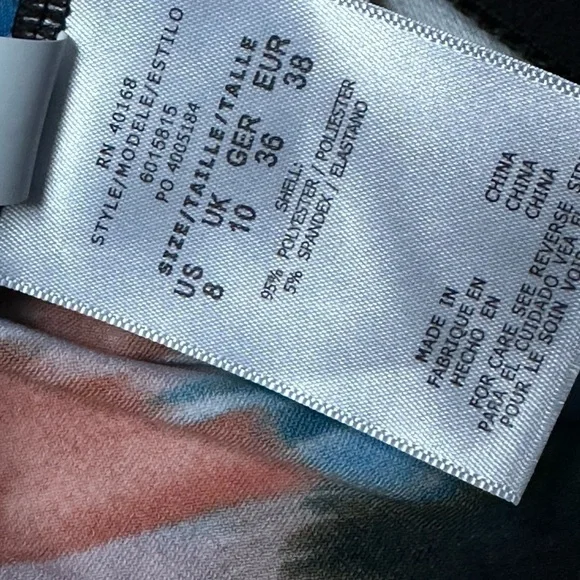 RN 40168
STYLE/MODELE/ESTILO
6015815
PO 4005184
SIZE/TAILLE/TALLE
US UK GER EUR
8 10 36 38
SHELL:
95% POLYESTER / POLIESTER
5% SPANDEX / ELASTANO
MADE IN CHINA
FABRIQUE EN CHINA
HECHO EN CHINA
FOR CARE SEE REVERSE
PARA EL CUIDADO VEA
POUR LE SOIN